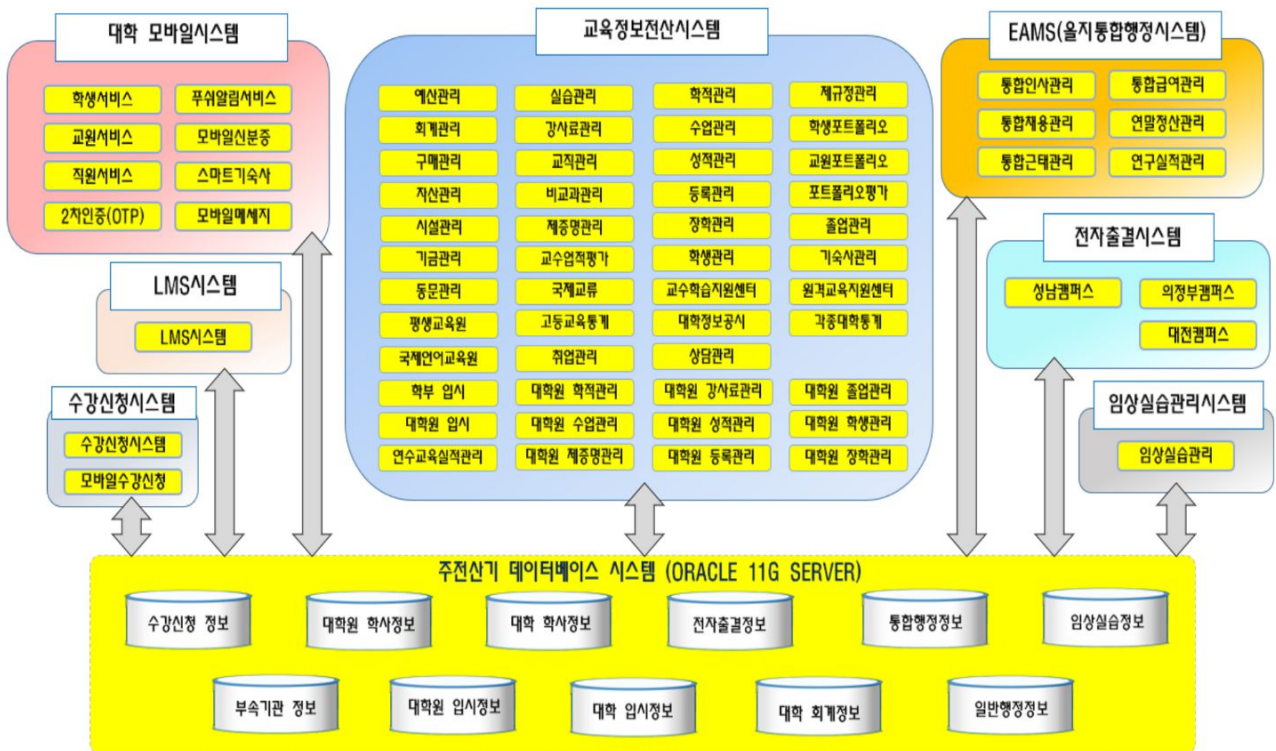 대학 모바일시스템
학생서비스 푸쉬알림서비스
교원서비스 모바일신분증
직원서비스 스마트기숙사
2차인증(OTP) 모바일메세지
LMS시스템
LMS시스템
수강신청시스템
수강신청시스템
모바일수강신청
교육정보전산시스템
예산관리 실습관리 학적관리 제규정관리
회계관리 강사료관리 수업관리 학생포트폴리오
구매관리 교직관리 성적관리 교원포트폴리오
자산관리 비교과관리 등록관리 포트폴리오평가
시설관리 제증명관리 장학관리 졸업관리
기금관리 교수업적평가 학생관리 기숙사관리
동문관리 국제교류 교수학습지원센터 원격교육지원센터
평생교육원 고등교육통계 대학정보공시 각종대학통계
국제언어교육원 취업관리 상담관리
학부 입시 대학원 학적관리 대학원 강사료관리 대학원 졸업관리
대학원 입시 대학원 수업관리 대학원 성적관리 대학원 학생관리
연수교육실적관리 대학원 제증명관리 대학원 등록관리 대학원 장학관리
EAMS(을지통합행정시스템)
통합인사관리 통합급여관리
통합채용관리 연말정산관리
통합근태관리 연구실적관리
전자출결시스템
성남캠퍼스 의정부캠퍼스
대전캠퍼스
임상실습관리시스템
임상실습관리
주전산기 데이터베이스 시스템 (ORACLE 11G SERVER)
수강신청 정보 대학원 학사정보 대학 학사정보 전자출결정보 통합행정정보 임상실습정보
부속기관 정보 대학원 입시정보 대학 입시정보 대학 회계정보 일반행정정보